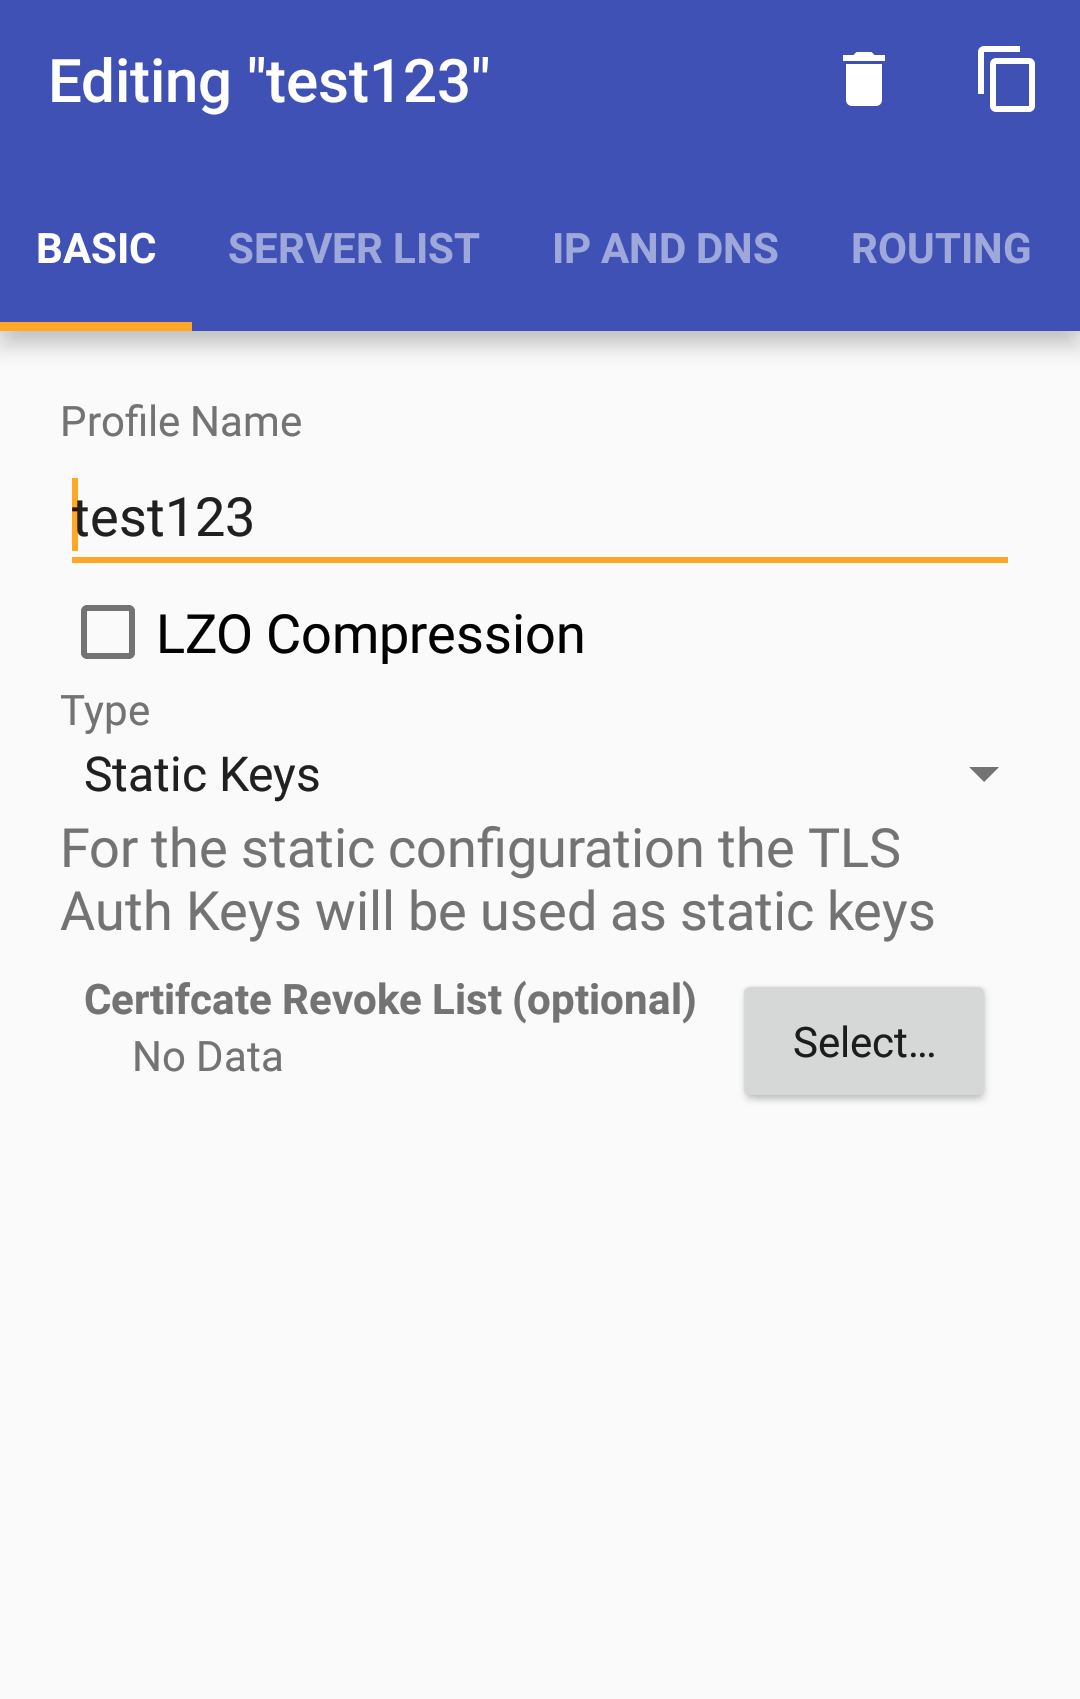 Editing "test123"
BASIC SERVER LIST IP AND DNS ROUTING
Profile Name
test123
LZO Compression
Type
Static Keys
For the static configuration the TLS
Auth Keys will be used as static keys
Certifcate Revoke List (optional)
No Data
Select...